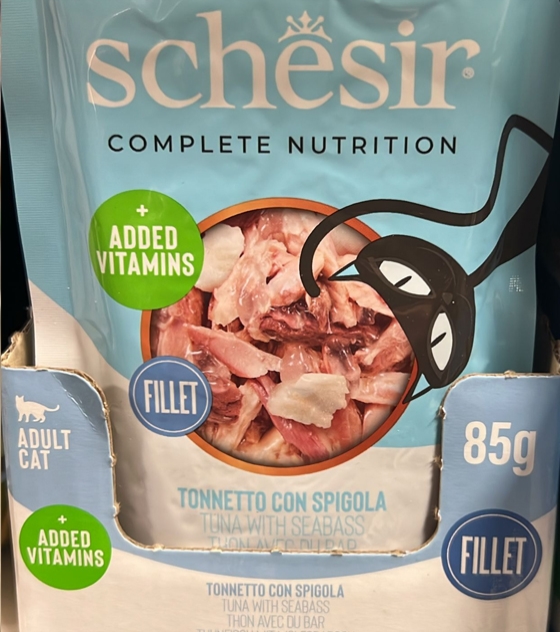 schesir
COMPLETE NUTRITION
+
ADDED
VITAMINS
FILLET
ADULT
CAT
85g
TONNETTO CON SPIGOLA
TUNA WITH SEABASS
THON AVEC DU BAR
+
ADDED
VITAMINS
FILLET
TONNETTO CON SPIGOLA
TUNA WITH SEABASS
THON AVEC DU BAR